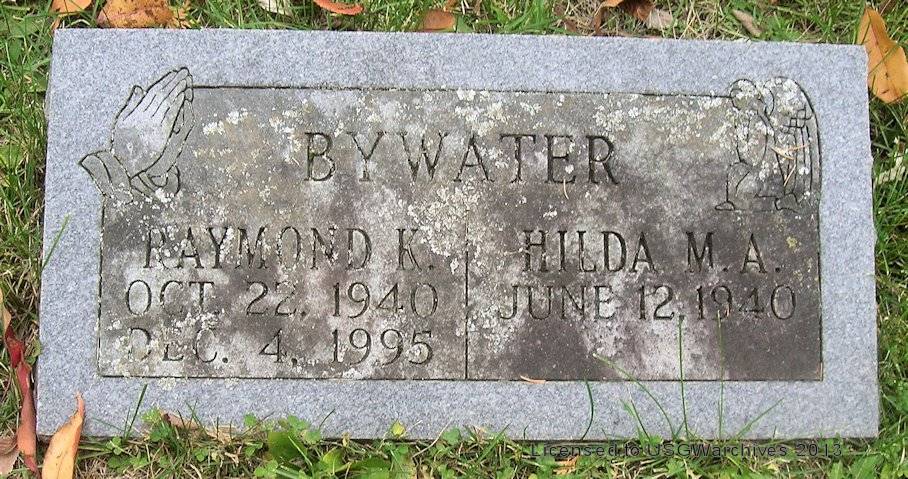 BYWATER
RAYMOND K.
OCT. 22, 1940
DEC. 4, 1995
HILDA M. A.
JUNE 12, 1940
Licensed to USGWarchives 2013